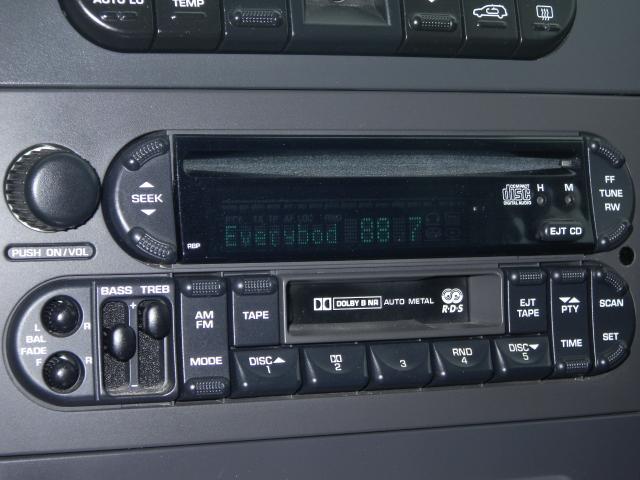 AUTO LO
TEMP
SEEK
PUSH ON/VOL
RBP
Everybod 88.7
COMPACT
disc
DIGITAL AUDIO
H M
EJT CD
FF
TUNE
RW
BASS TREB
L R
BAL
FADE
F R
AM
FM
MODE
TAPE
DOLBY B NR AUTO METAL
R·D·S
EJT
TAPE
PTY
TIME
SCAN
SET
DISC
1
2
3
RND
4
DISC
5